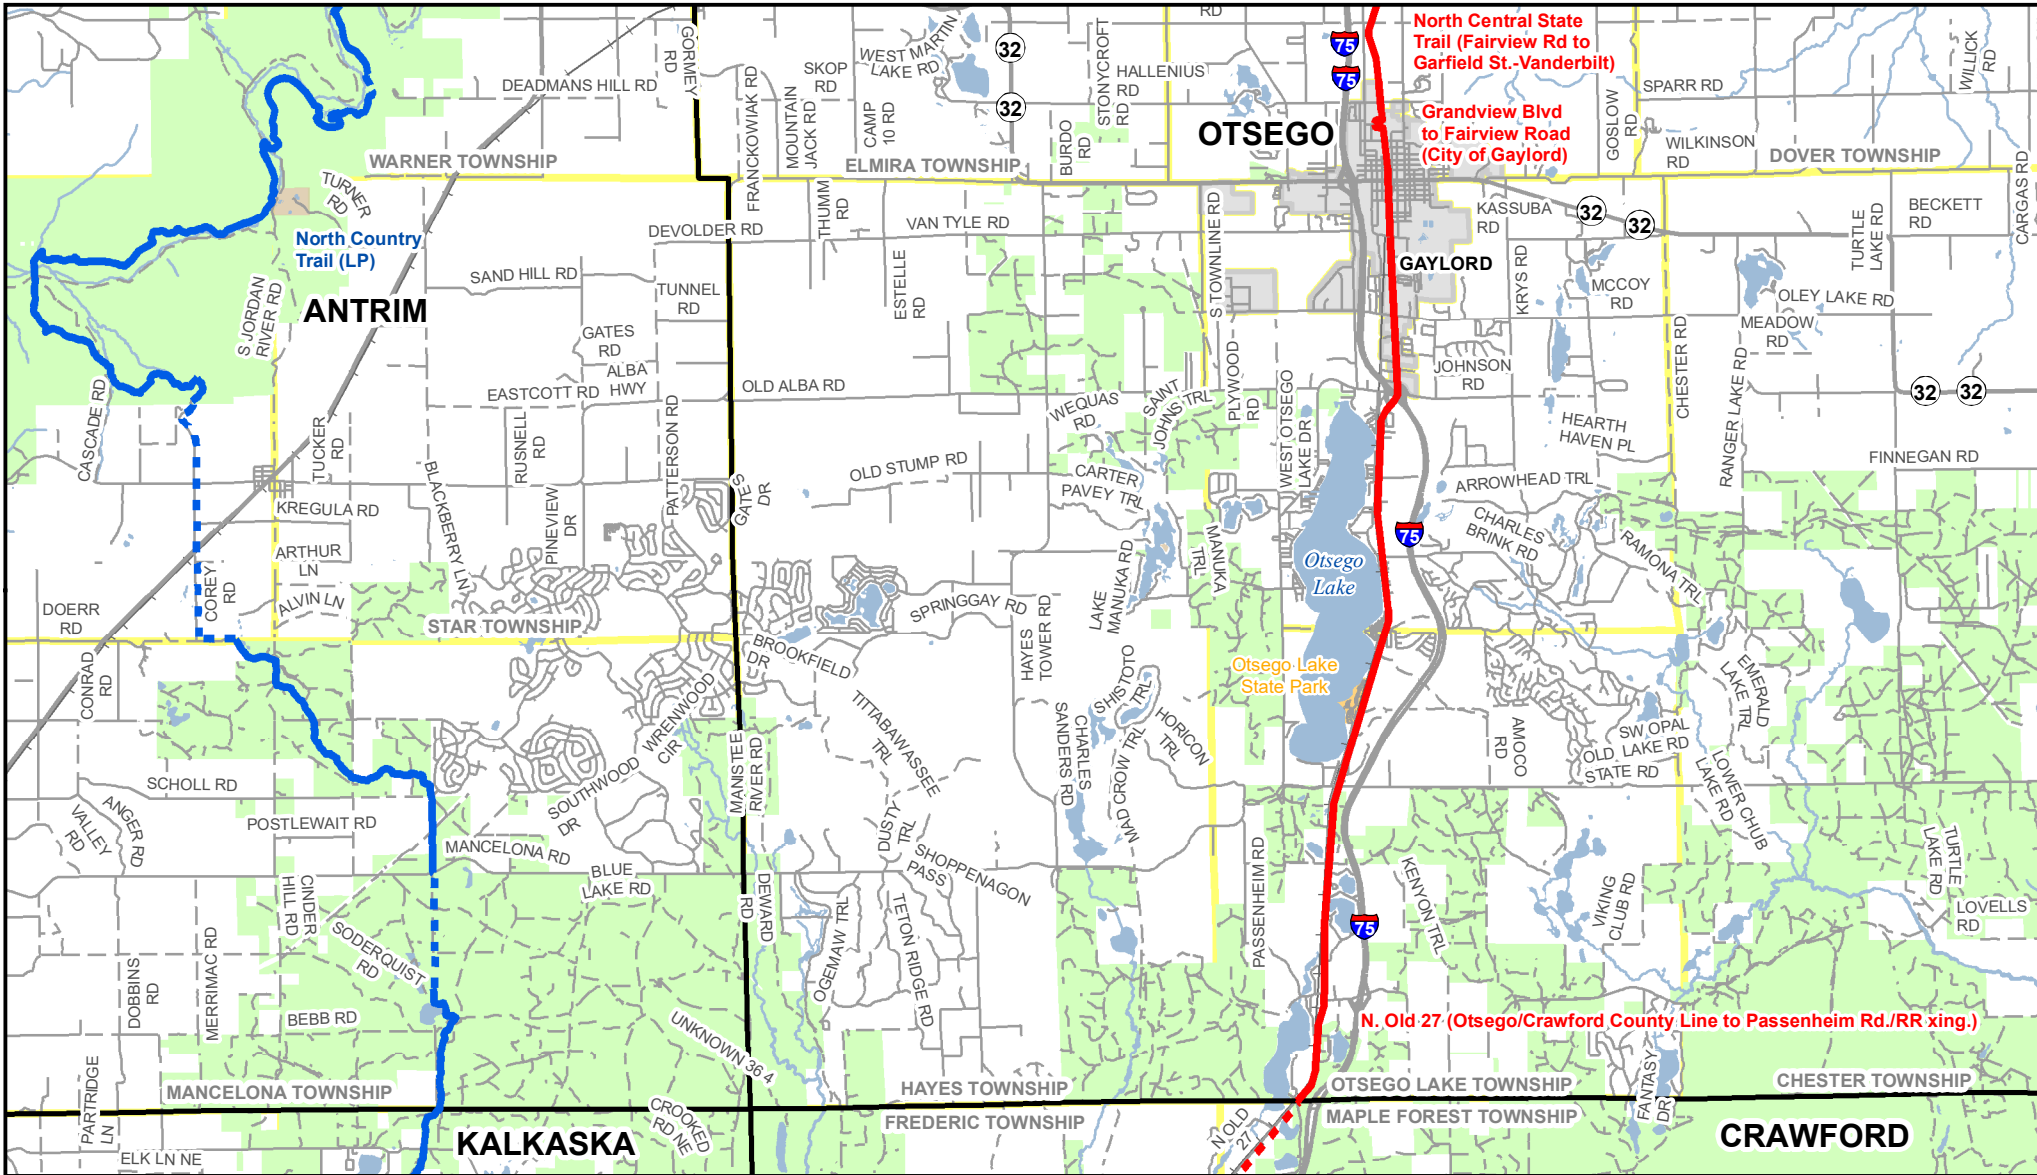 North Central State
Trail (Fairview Rd to
Garfield St.-Vanderbilt)
Grandview Blvd
to Fairview Road
(City of Gaylord)
OTSEGO
RD
75
75
32
32
WEST MARTIN
LAKE RD
SKOP
RD
HALLENIUS
RD
STONYCROFT
RD
SPARR RD
WILLICK
RD
GORMEY
RD
DEADMANS HILL RD
FRANCKOWIAK RD
MOUNTAIN
JACK RD
CAMP
10 RD
BURDO
RD
GOSLOW
RD
WILKINSON
RD
DOVER TOWNSHIP
WARNER TOWNSHIP
ELMIRA TOWNSHIP
TURNER
RD
North Country
Trail (LP)
ANTRIM
S JORDAN
RIVER RD
THUMM
RD
DEVOLDER RD
VAN TYLE RD
S TOWNLINE RD
KASSUBA
RD
32
32
TURTLE
LAKE RD
BECKETT
RD
CARGAS RD
SAND HILL RD
TUNNEL
RD
ESTELLE
RD
GAYLORD
KRYS RD
MCCOY
RD
OLEY LAKE RD
MEADOW
RD
GATES
RD
ALBA
HWY
EASTCOTT RD
OLD ALBA RD
PLYWOOD
RD
JOHNSON
RD
CHESTER RD
RANGER LAKE RD
32
32
CASCADE RD
TUCKER
RD
RUSNELL
RD
PATTERSON RD
WEQUAS
RD
SAINT
JOHNS TRL
WEST OTSEGO
LAKE DR
HEARTH
HAVEN PL
FINNEGAN RD
BLACKBERRY LN
GATES
DR
OLD STUMP RD
CARTER
PAVEY TRL
ARROWHEAD TRL
KREGULA RD
PINEVIEW
DR
MANUKA
TRL
75
CHARLES
BRINK RD
RAMONA TRL
ARTHUR
LN
COREY
RD
ALVIN LN
DOERR
RD
STAR TOWNSHIP
SPRINGGAY RD
LAKE
MANUKA RD
Otsego
Lake
CONRAD
RD
BROOKFIELD
DR
HAYES
TOWER RD
Otsego Lake
State Park
EMERALD
LAKE TRL
WRENWOOD
CIR
TITTABAWASSEE
TRL
SHISTOTO
TRL
HORICON
TRL
CHARLES
SANDERS RD
MAD CROW TRL
AMOCO
RD
SW OPAL
LAKE RD
OLD
STATE RD
LOWER CHUB
LAKE RD
SCHOLL RD
SOUTHWOOD
DR
MANISTEE
RIVER RD
ANGER RD
VALLEY
RD
POSTLEWAIT RD
MANCELONA RD
DUSTY
TRL
SHOPPENAGON
PASS
PASSENHEIM RD
TURTLE
LAKE RD
BLUE
LAKE RD
CINDER
HILL RD
DEWARD
RD
OGEMAW TRL
TETON RIDGE RD
KENYON TRL
VIKING
CLUB RD
LOVELLS
RD
75
MERRIMAC RD
DOBBINS
RD
SODERQUIST
RD
BEBB RD
UNKNOWN 36 4
N. Old 27 (Otsego/Crawford County Line to Passenheim Rd./RR xing.)
FANTASY
DR
PARTRIDGE
LN
MANCELONA TOWNSHIP
HAYES TOWNSHIP
OTSEGO LAKE TOWNSHIP
CHESTER TOWNSHIP
FREDERIC TOWNSHIP
MAPLE FOREST TOWNSHIP
CROOKED
RD NE
N OLD
27
KALKASKA
CRAWFORD
ELK LN NE